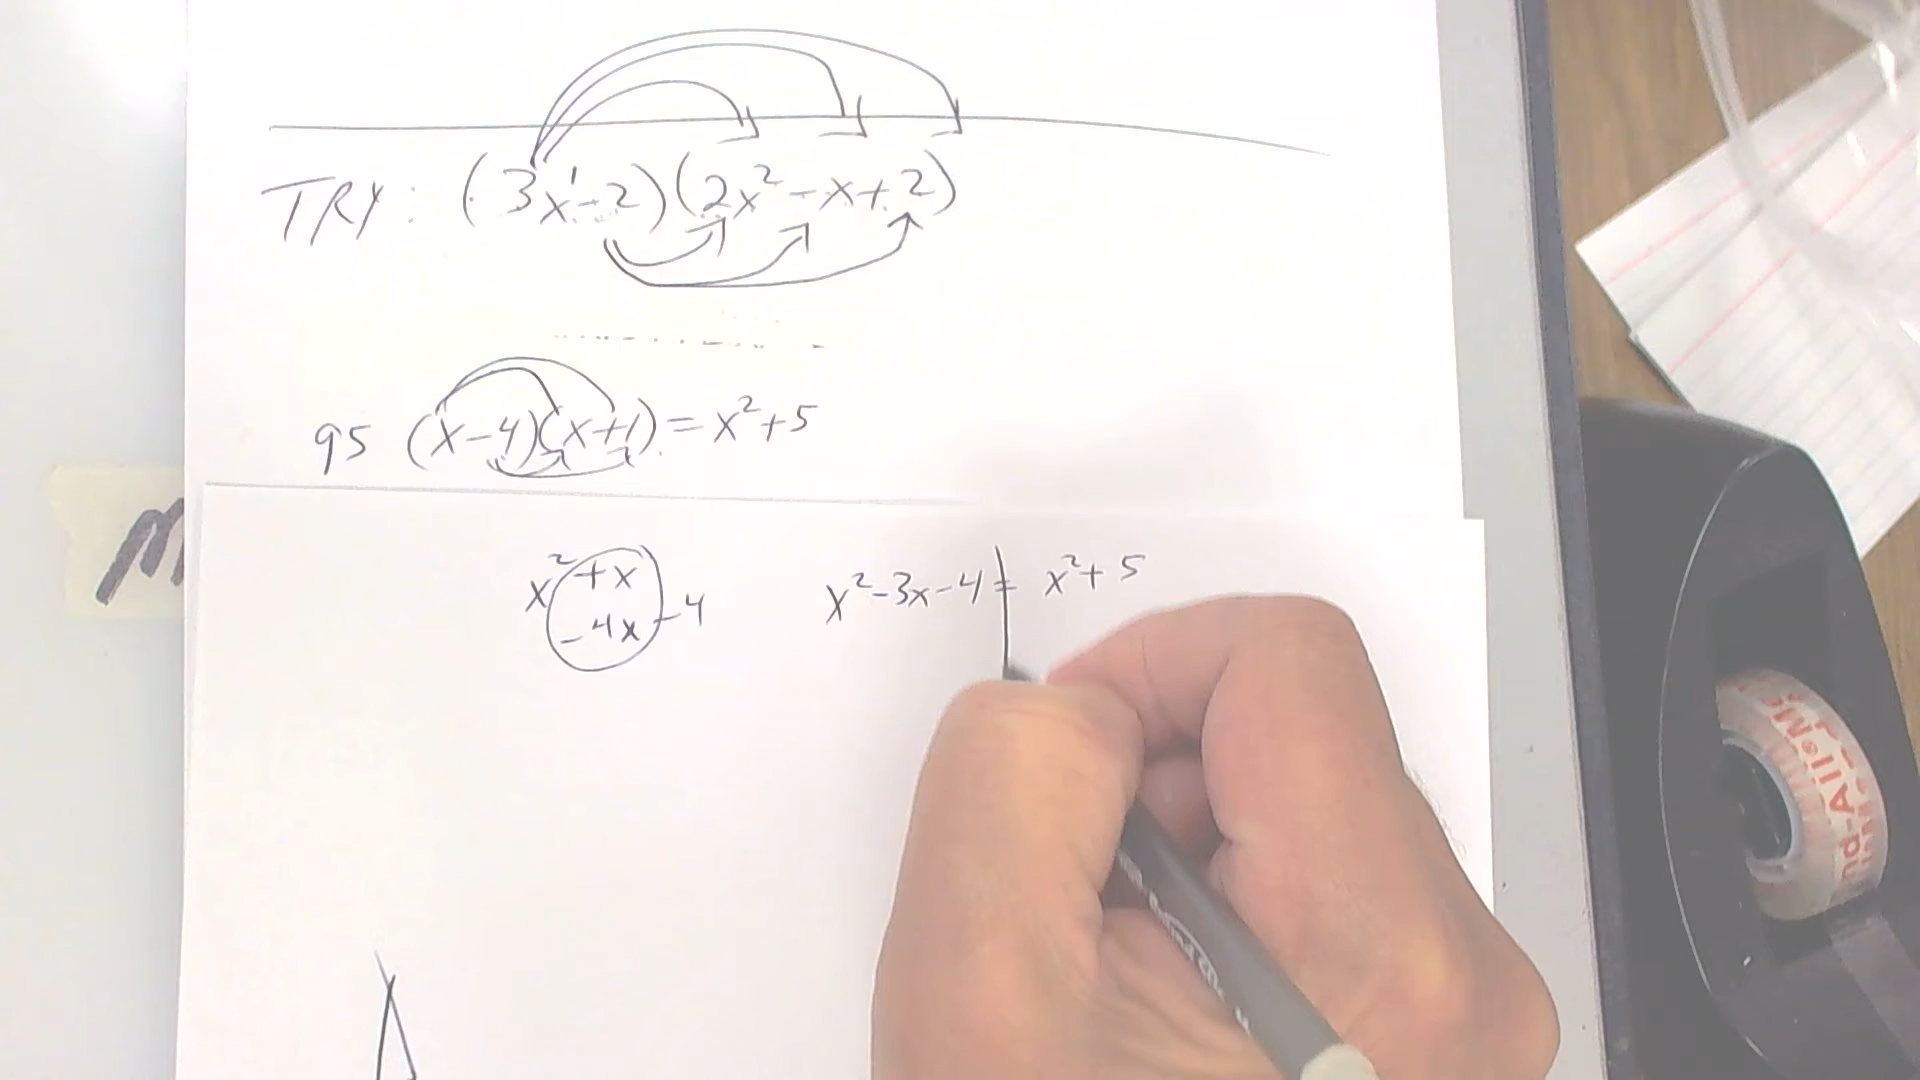 TRY: (3x¹-2)(2x²-x+2)
95 (x-4)(x+1)=x²+5
x²+x
-4x-4
x²-3x-4= x²+5